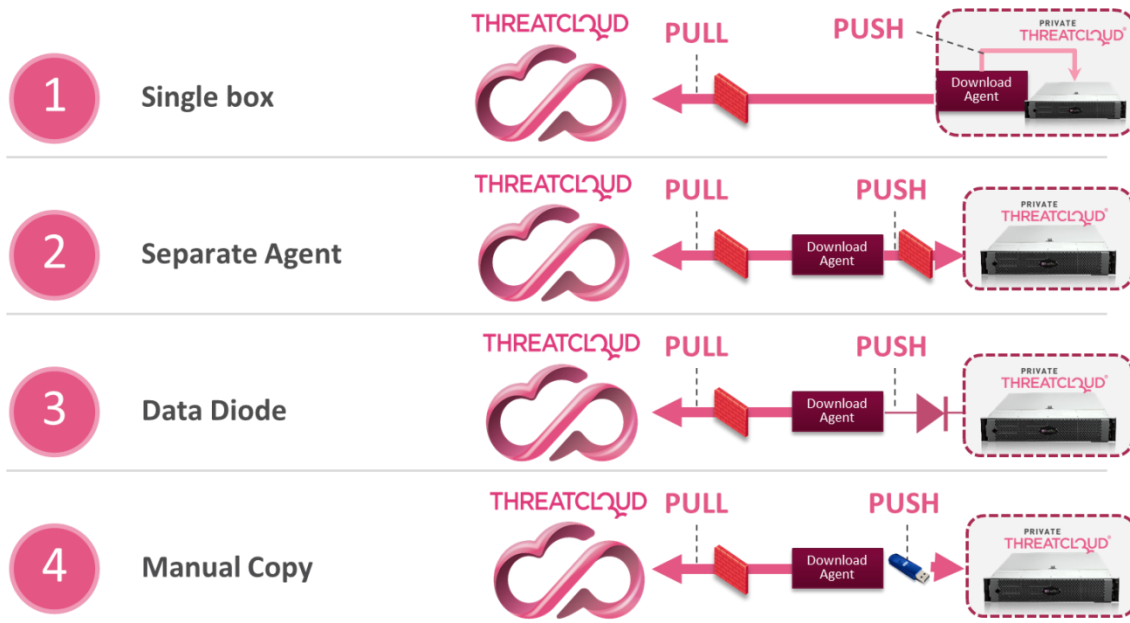 THREATCLOUD
PULL
PUSH
PRIVATE
THREATCLOUD®
1
Single box
Download
Agent
THREATCLOUD
PULL
PUSH
PRIVATE
THREATCLOUD®
2
Separate Agent
Download
Agent
THREATCLOUD
PULL
PUSH
PRIVATE
THREATCLOUD®
3
Data Diode
Download
Agent
THREATCLOUD
PULL
PUSH
PRIVATE
THREATCLOUD®
4
Manual Copy
Download
Agent